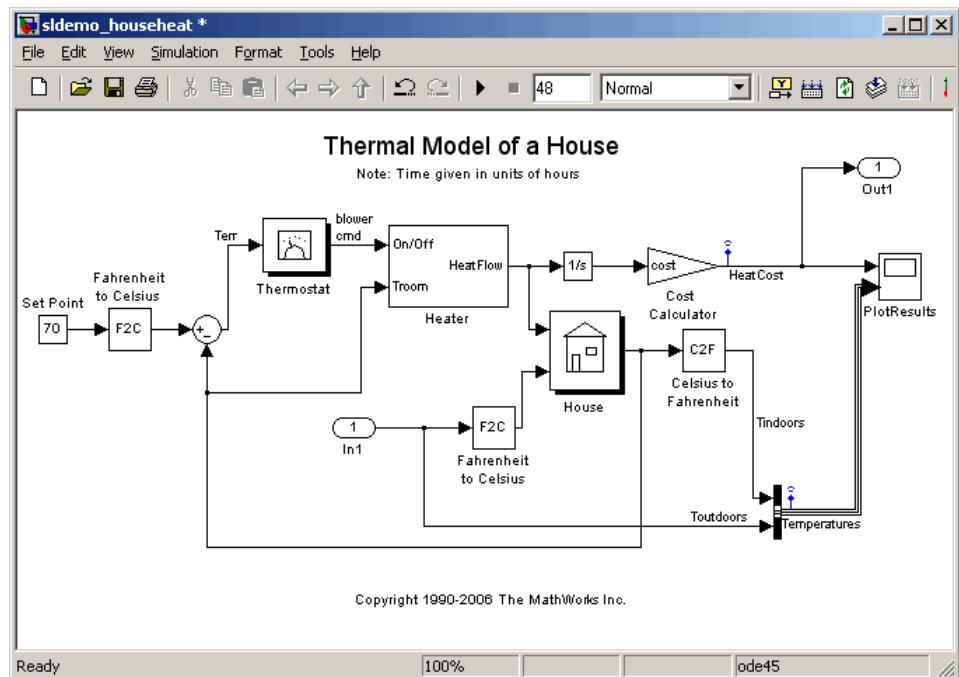 sldemo_househeat *
File Edit View Simulation Format Tools Help
48 Normal
Thermal Model of a House
Note: Time given in units of hours
1
Out1
blower
cmd
Terr
On/Off
HeatFlow
Troom
Heater
Thermostat
1/s
cost
HeatCost
Cost
Calculator
PlotResults
Fahrenheit
to Celsius
Set Point
70
F2C
+
-
House
C2F
Celsius to
Fahrenheit
Tindoors
1
In1
F2C
Fahrenheit
to Celsius
Toutdoors
Temperatures
Copyright 1990-2006 The MathWorks Inc.
Ready 100% ode45